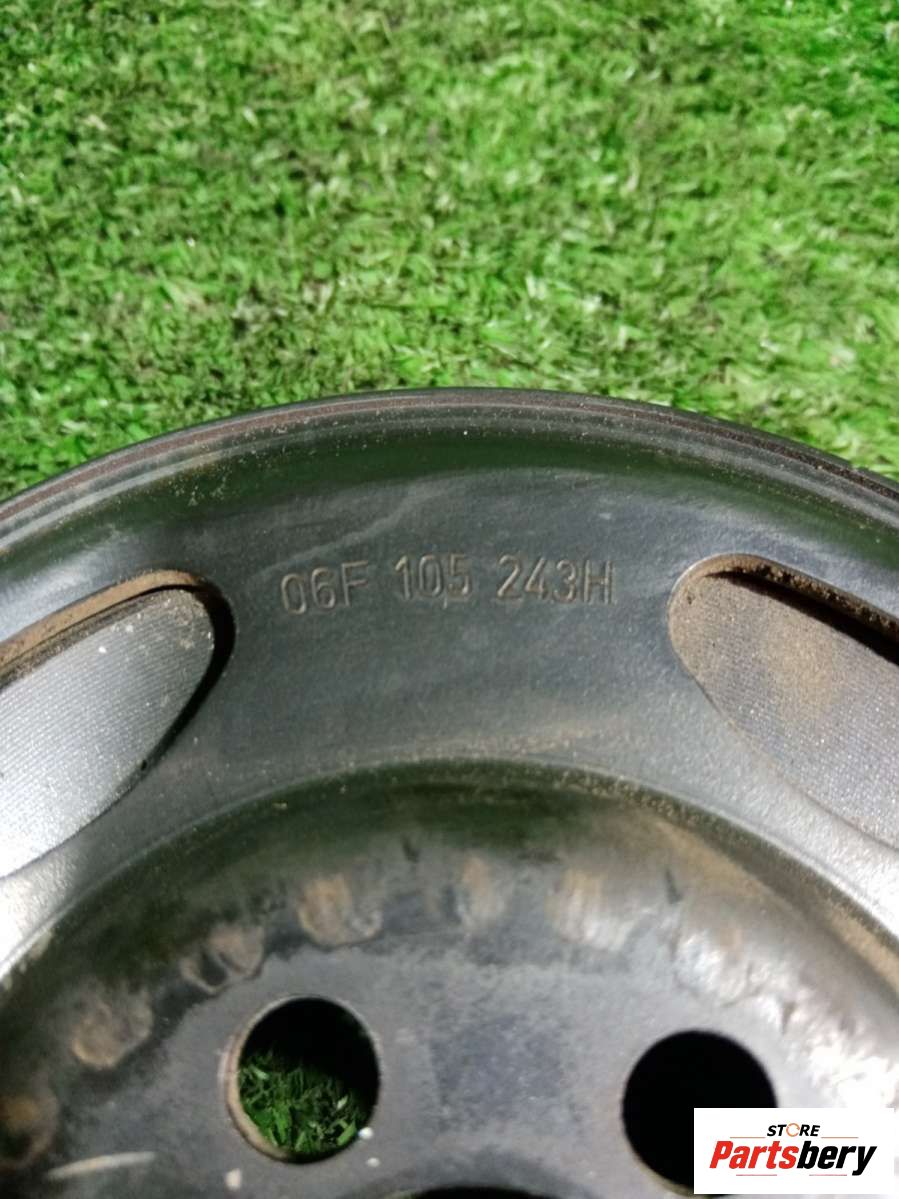 06F 105 243H
STORE
Partsbery